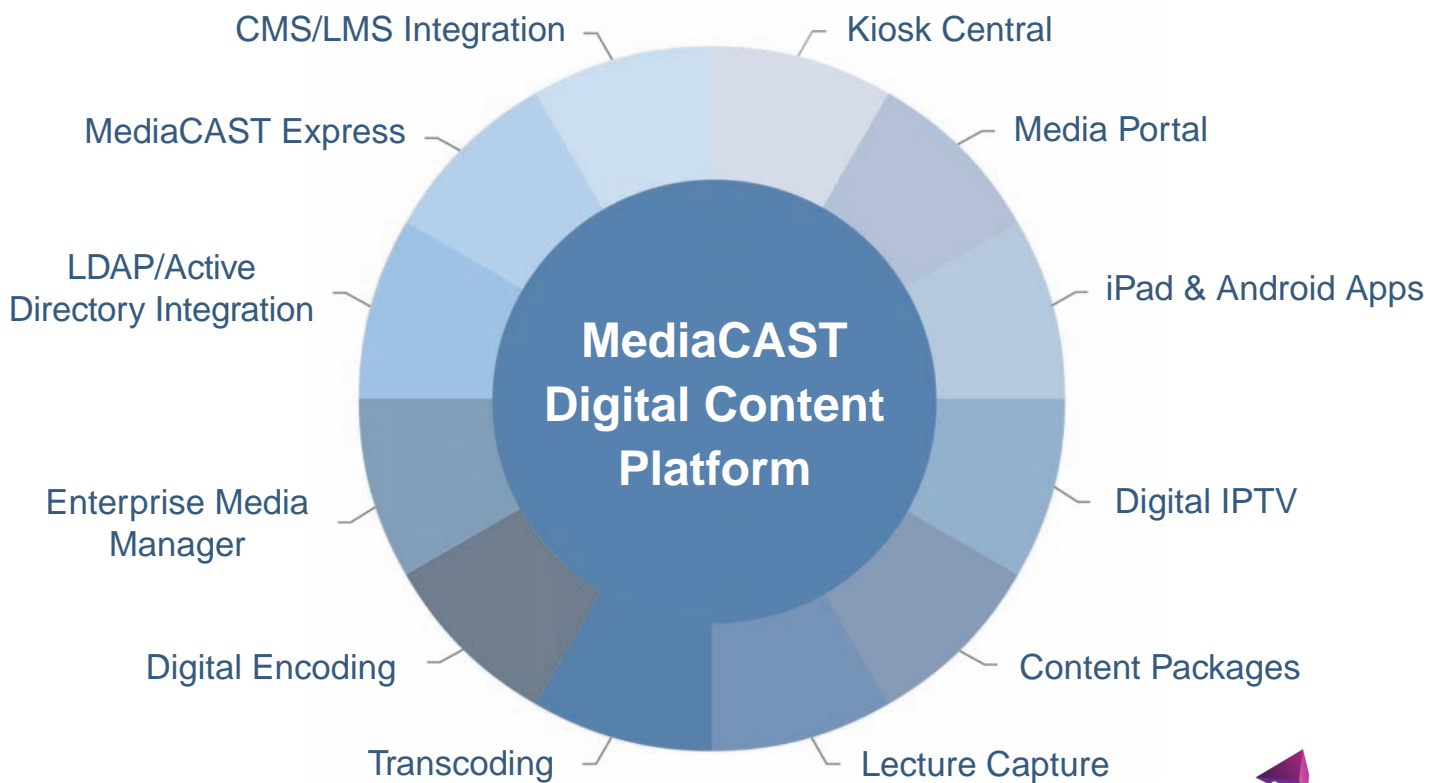 CMS/LMS Integration
Kiosk Central
MediaCAST Express
Media Portal
LDAP/Active
Directory Integration
iPad & Android Apps
MediaCAST
Digital Content
Platform
Enterprise Media
Manager
Digital IPTV
Digital Encoding
Content Packages
Transcoding
Lecture Capture